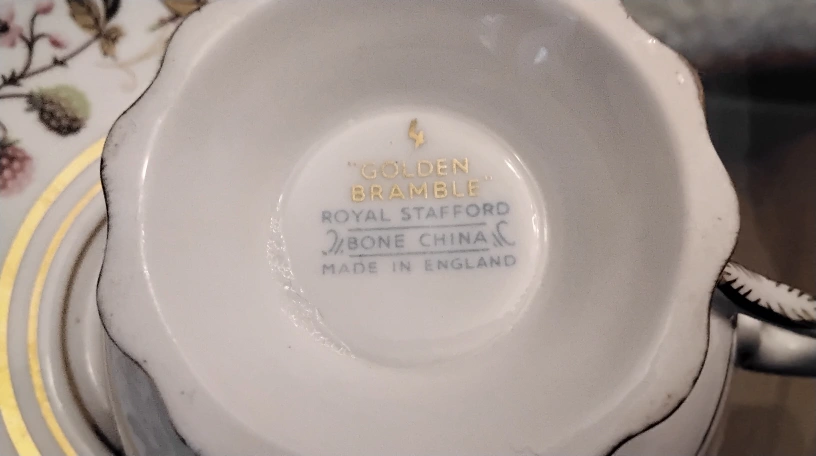 "GOLDEN
BRAMBLE"
ROYAL STAFFORD
BONE CHINA
MADE IN ENGLAND